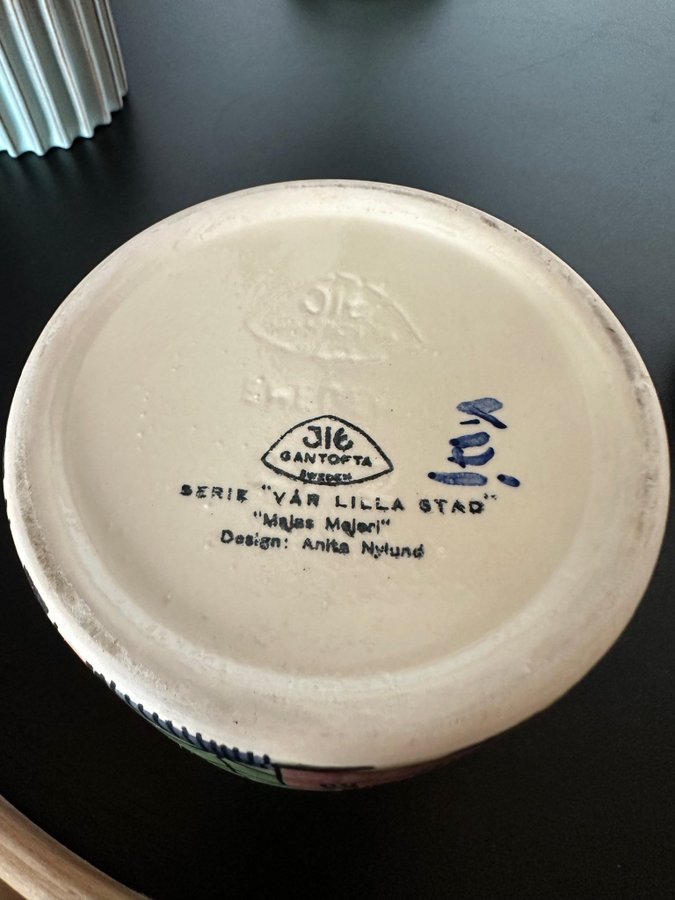 JIE
GANTOFTA
SWEDEN
SERIE "VÅR LILLA STAD"
"Majas Mejeri"
Design: Anita Nylund